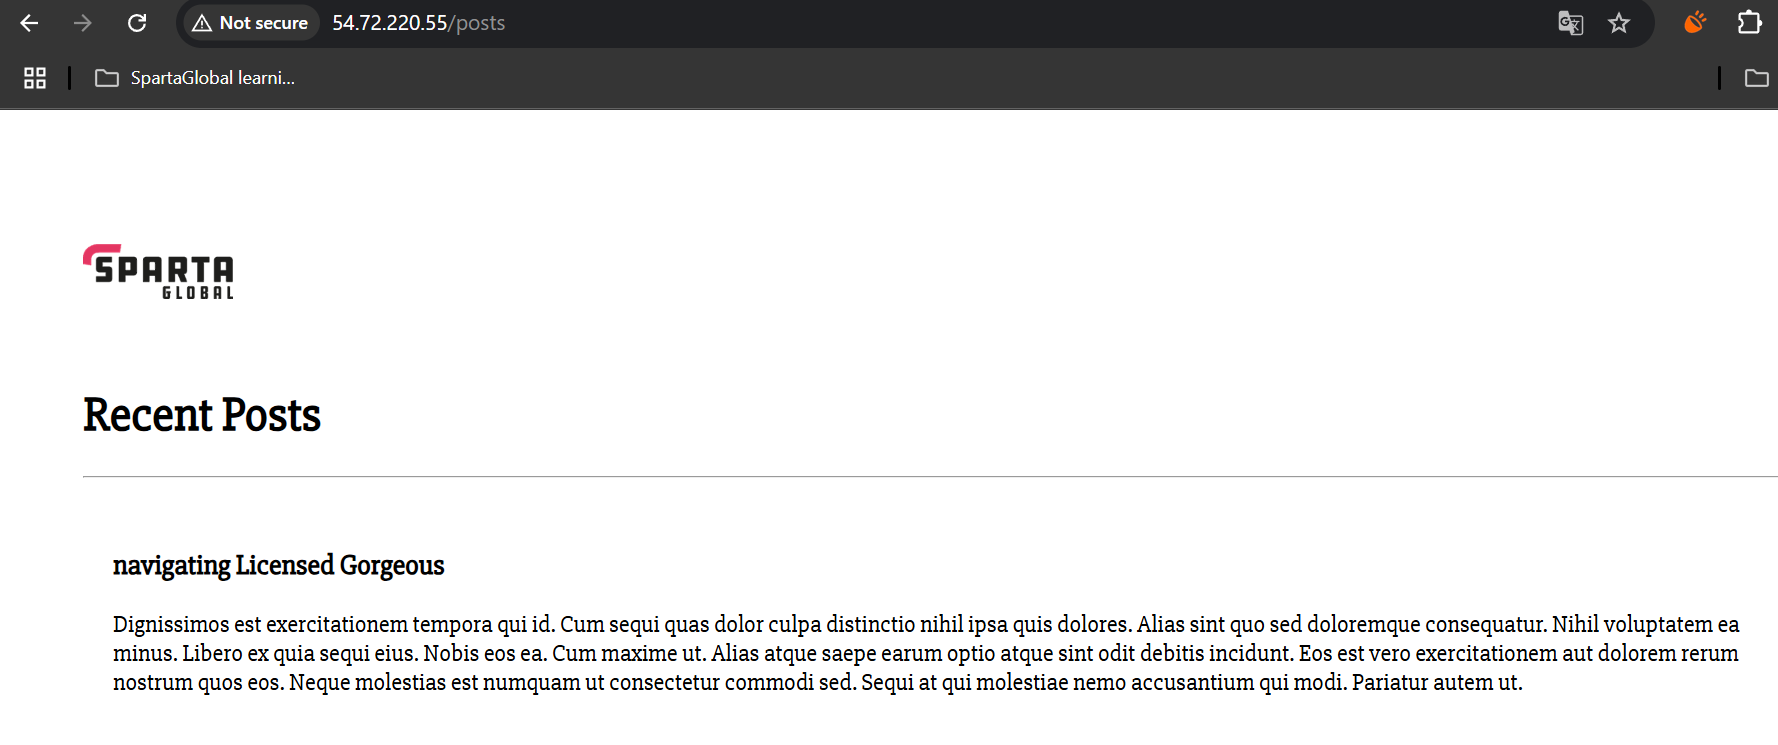 Not secure 54.72.220.55/posts
SpartaGlobal learni...
SPARTA
GLOBAL
Recent Posts
navigating Licensed Gorgeous
Dignissimos est exercitationem tempora qui id. Cum sequi quas dolor culpa distinctio nihil ipsa quis dolores. Alias sint quo sed doloremque consequatur. Nihil voluptatem ea
minus. Libero ex quia sequi eius. Nobis eos ea. Cum maxime ut. Alias atque saepe earum optio atque sint odit debitis incidunt. Eos est vero exercitationem aut dolorem rerum
nostrum quos eos. Neque molestias est numquam ut consectetur commodi sed. Sequi at qui molestiae nemo accusantium qui modi. Pariatur autem ut.